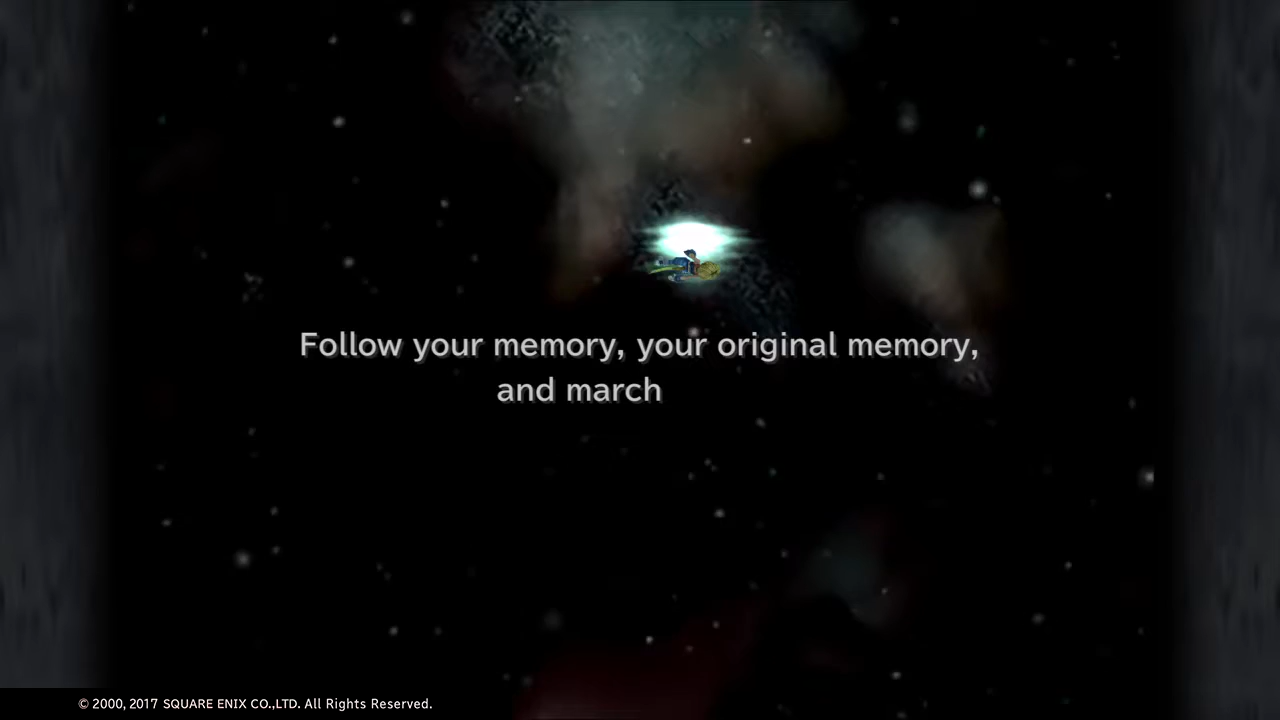 Follow your memory, your original memory,
and march
© 2000, 2017 SQUARE ENIX CO.,LTD. All Rights Reserved.